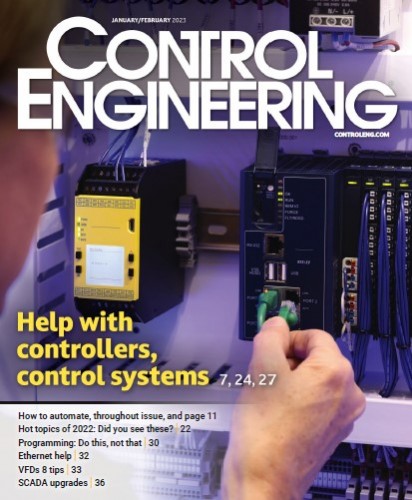 JANUARY/FEBRUARY 2023
CONTROL
ENGINEERING
CONTROLENG.COM
Help with
controllers,
control systems 7, 24, 27
How to automate, throughout issue, and page 11
Hot topics of 2022: Did you see these? | 22
Programming: Do this, not that | 30
Ethernet help | 32
VFDs 8 tips | 33
SCADA upgrades | 36